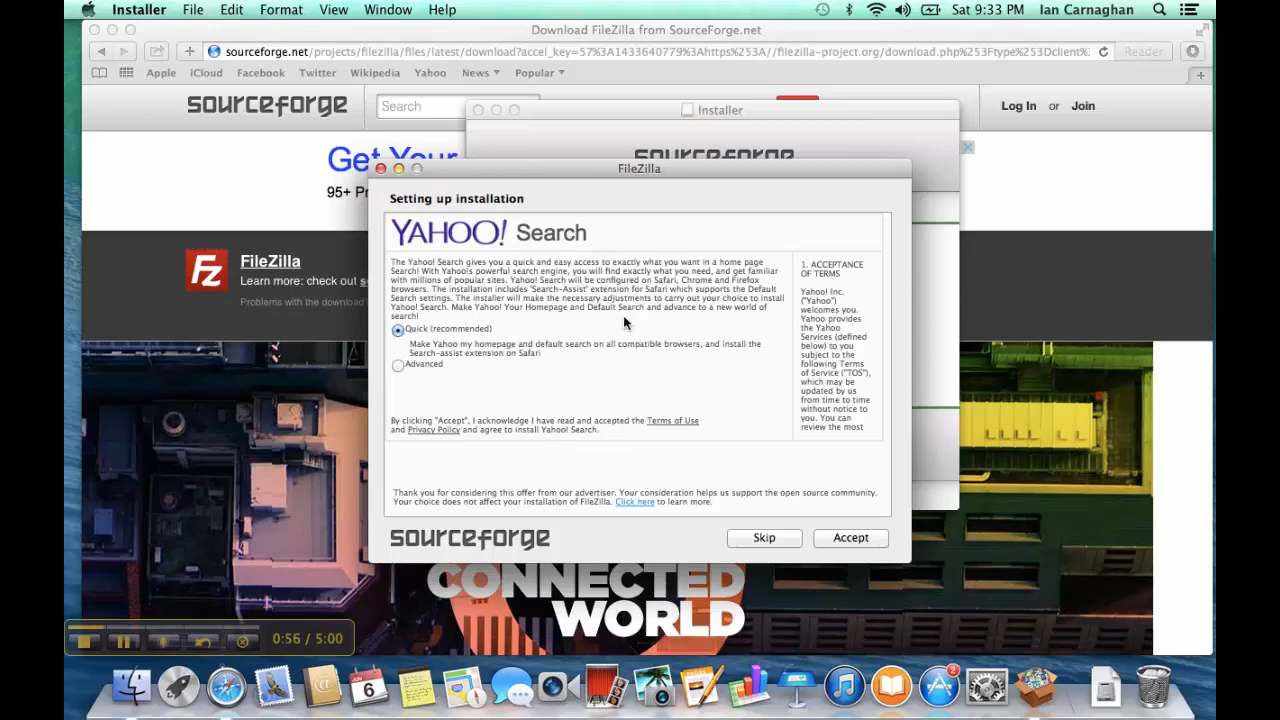 Installer File Edit Format View Window Help Sat 9:33 PM Ian Carnaghan
Download FileZilla from SourceForge.net
sourceforge.net/projects/filezilla/files/latest/download?accel_key=57%3A1433640779%3Ahttps%253A//filezilla-project.org/download.php%253Ftype%253Dclient% Reader
Apple iCloud Facebook Twitter Wikipedia Yahoo News Popular
sourceforge Search Log In or Join
Installer
sourceforge
Get Your
95+ P
FileZilla
Learn more: check out s
Problems with the download
FileZilla
Setting up installation
YAHOO! Search
The Yahoo! Search gives you a quick and easy access to exactly what you want in a home page
Search! With Yahoo's powerful search engine, you will find exactly what you need, and get familiar
with millions of popular sites. Yahoo! Search will be configured on Safari, Chrome and Firefox
browsers. The installation includes 'Search-Assist' extension for Safari which supports the Default
Search settings. The installer will make the necessary adjustments to carry out your choice to install
Yahoo! Search. Make Yahoo! Your Homepage and Default Search and advance to a new world of
search!
Quick (recommended)
Make Yahoo my homepage and default search on all compatible browsers, and install the
Search-assist extension on Safari
Advanced
By clicking "Accept", I acknowledge I have read and accepted the Terms of Use
and Privacy Policy and agree to install Yahoo! Search.
1. ACCEPTANCE
OF TERMS
Yahoo! Inc.
("Yahoo")
welcomes you.
Yahoo provides
the Yahoo
Services (defined
below) to you
subject to the
following Terms
of Service ("TOS"),
which may be
updated by us
from time to time
without notice to
you. You can
review the most
Thank you for considering this offer from our advertiser. Your consideration helps us support the open source community.
Your choice does not affect your installation of FileZilla. Click here to learn more.
sourceforge Skip Accept
CONNECTED
WORLD
0:56 / 5:00
6
2